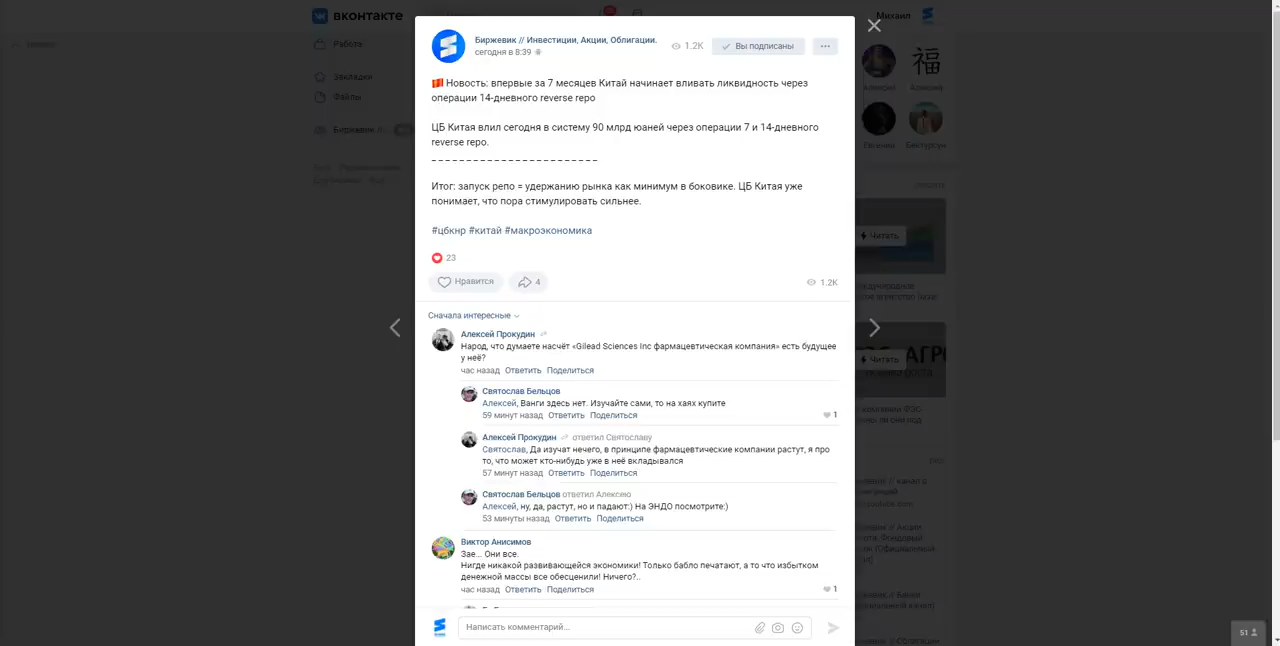 вконтакте
Михаил
Биржевик // Инвестиции, Акции, Облигации.
сегодня в 8:39
1.2K
Вы подписаны
Работа
Закладки
Файлы
Биржевик
福
Новость: впервые за 7 месяцев Китай начинает вливать ликвидность через
операции 14-дневного reverse repo
ЦБ Китая влил сегодня в систему 90 млрд юаней через операции 7 и 14-дневного
reverse repo.
_ _ _ _ _ _ _ _ _ _ _ _ _ _ _ _ _ _ _ _ _ _ _ _
Итог: запуск репо = удержанию рынка как минимум в боковике. ЦБ Китая уже
понимает, что пора стимулировать сильнее.
#цбкнр #китай #макроэкономика
23
Нравится
4
1.2K
Читать
Сначала интересные
Алексей Прокудин
Народ, что думаете насчёт «Gilead Sciences Inc фармацевтическая компания» есть будущее
у неё?
час назад Ответить Поделиться
Святослав Бельцов
Алексей, Ванги здесь нет. Изучайте сами, то на хаях купите
59 минут назад Ответить Поделиться
1
Алексей Прокудин ответил Святославу
Святослав, Да изучат нечего, в принципе фармацевтические компании растут, я про
то, что может кто-нибудь уже в неё вкладывался
57 минут назад Ответить Поделиться
Святослав Бельцов ответил Алексею
Алексей, ну, да, растут, но и падают:) На ЭНДО посмотрите:)
53 минуты назад Ответить Поделиться
Виктор Анисимов
Зае... Они все.
Нигде никакой развивающейся экономики! Только бабло печатают, а то что избытком
денежной массы все обесценили! Ничего?..
час назад Ответить Поделиться
1
Написать комментарий...
Читать
51